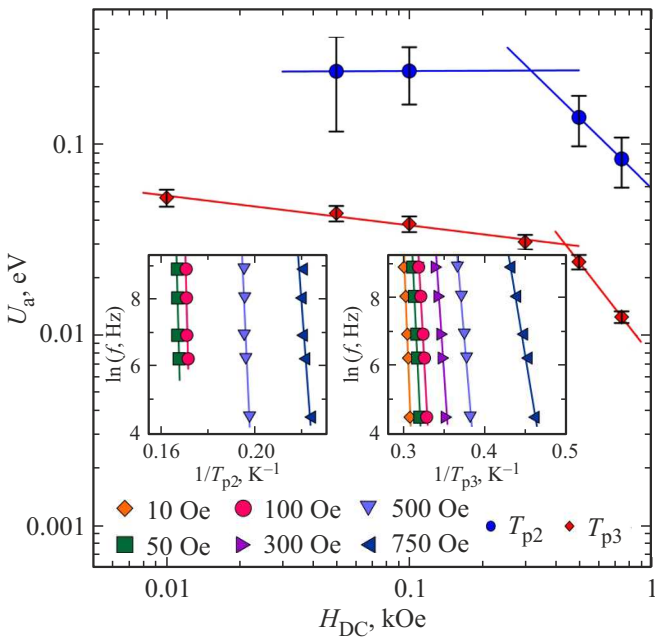 U_a, eV
0.1
0.01
0.001
ln (f, Hz)
8
6
4
0.16 0.20
1/T_p2, K⁻¹
ln (f, Hz)
8
6
4
0.3 0.4 0.5
1/T_p3, K⁻¹
10 Oe 100 Oe 500 Oe T_p2 T_p3
50 Oe 300 Oe 750 Oe
0.01 0.1 1
H_DC, kOe